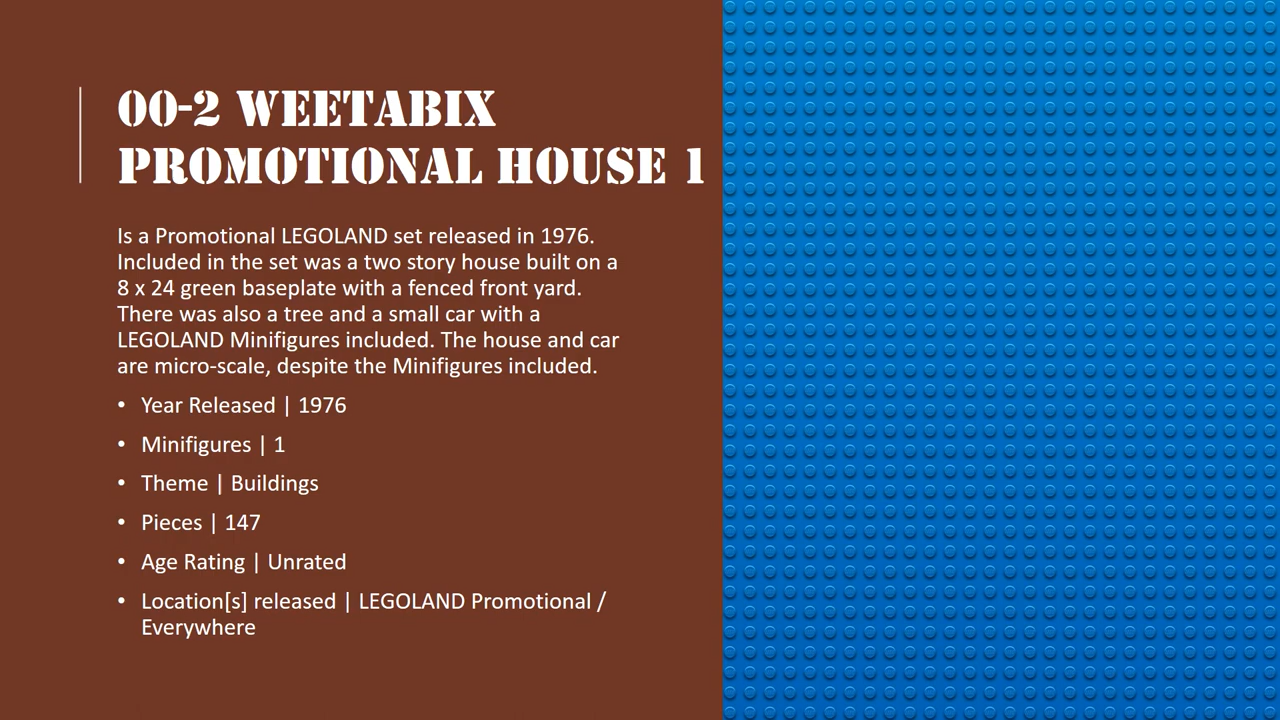 00-2 WEETABIX
PROMOTIONAL HOUSE 1
Is a Promotional LEGOLAND set released in 1976.
Included in the set was a two story house built on a
8 x 24 green baseplate with a fenced front yard.
There was also a tree and a small car with a
LEGOLAND Minifigures included. The house and car
are micro-scale, despite the Minifigures included.
• Year Released | 1976
• Minifigures | 1
• Theme | Buildings
• Pieces | 147
• Age Rating | Unrated
• Location[s] released | LEGOLAND Promotional /
Everywhere